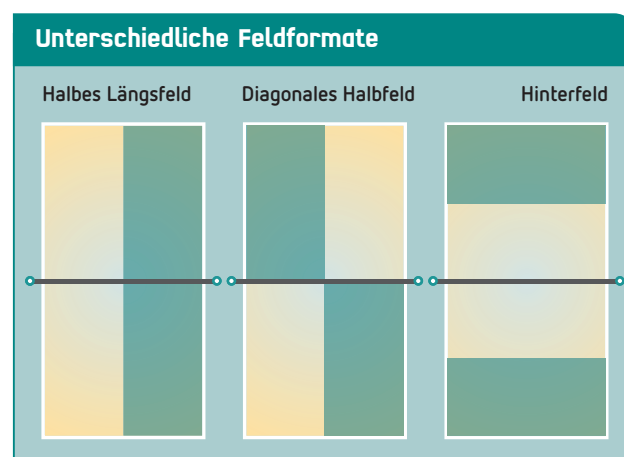 Unterschiedliche Feldformate
Halbes Längsfeld
Diagonales Halbfeld
Hinterfeld